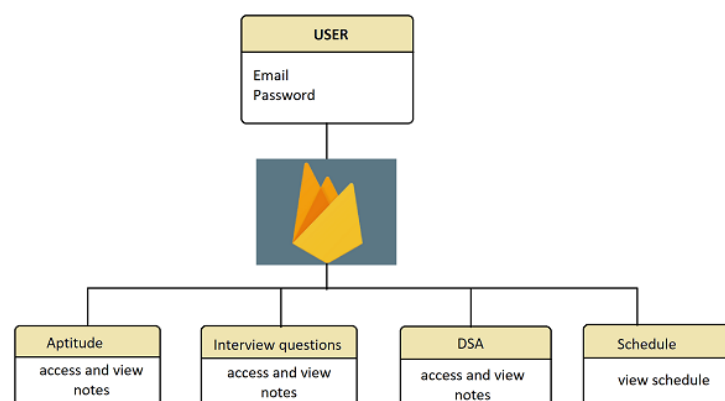 USER
Email
Password
Aptitude
access and view
notes
Interview questions
access and view
notes
DSA
access and view
notes
Schedule
view schedule